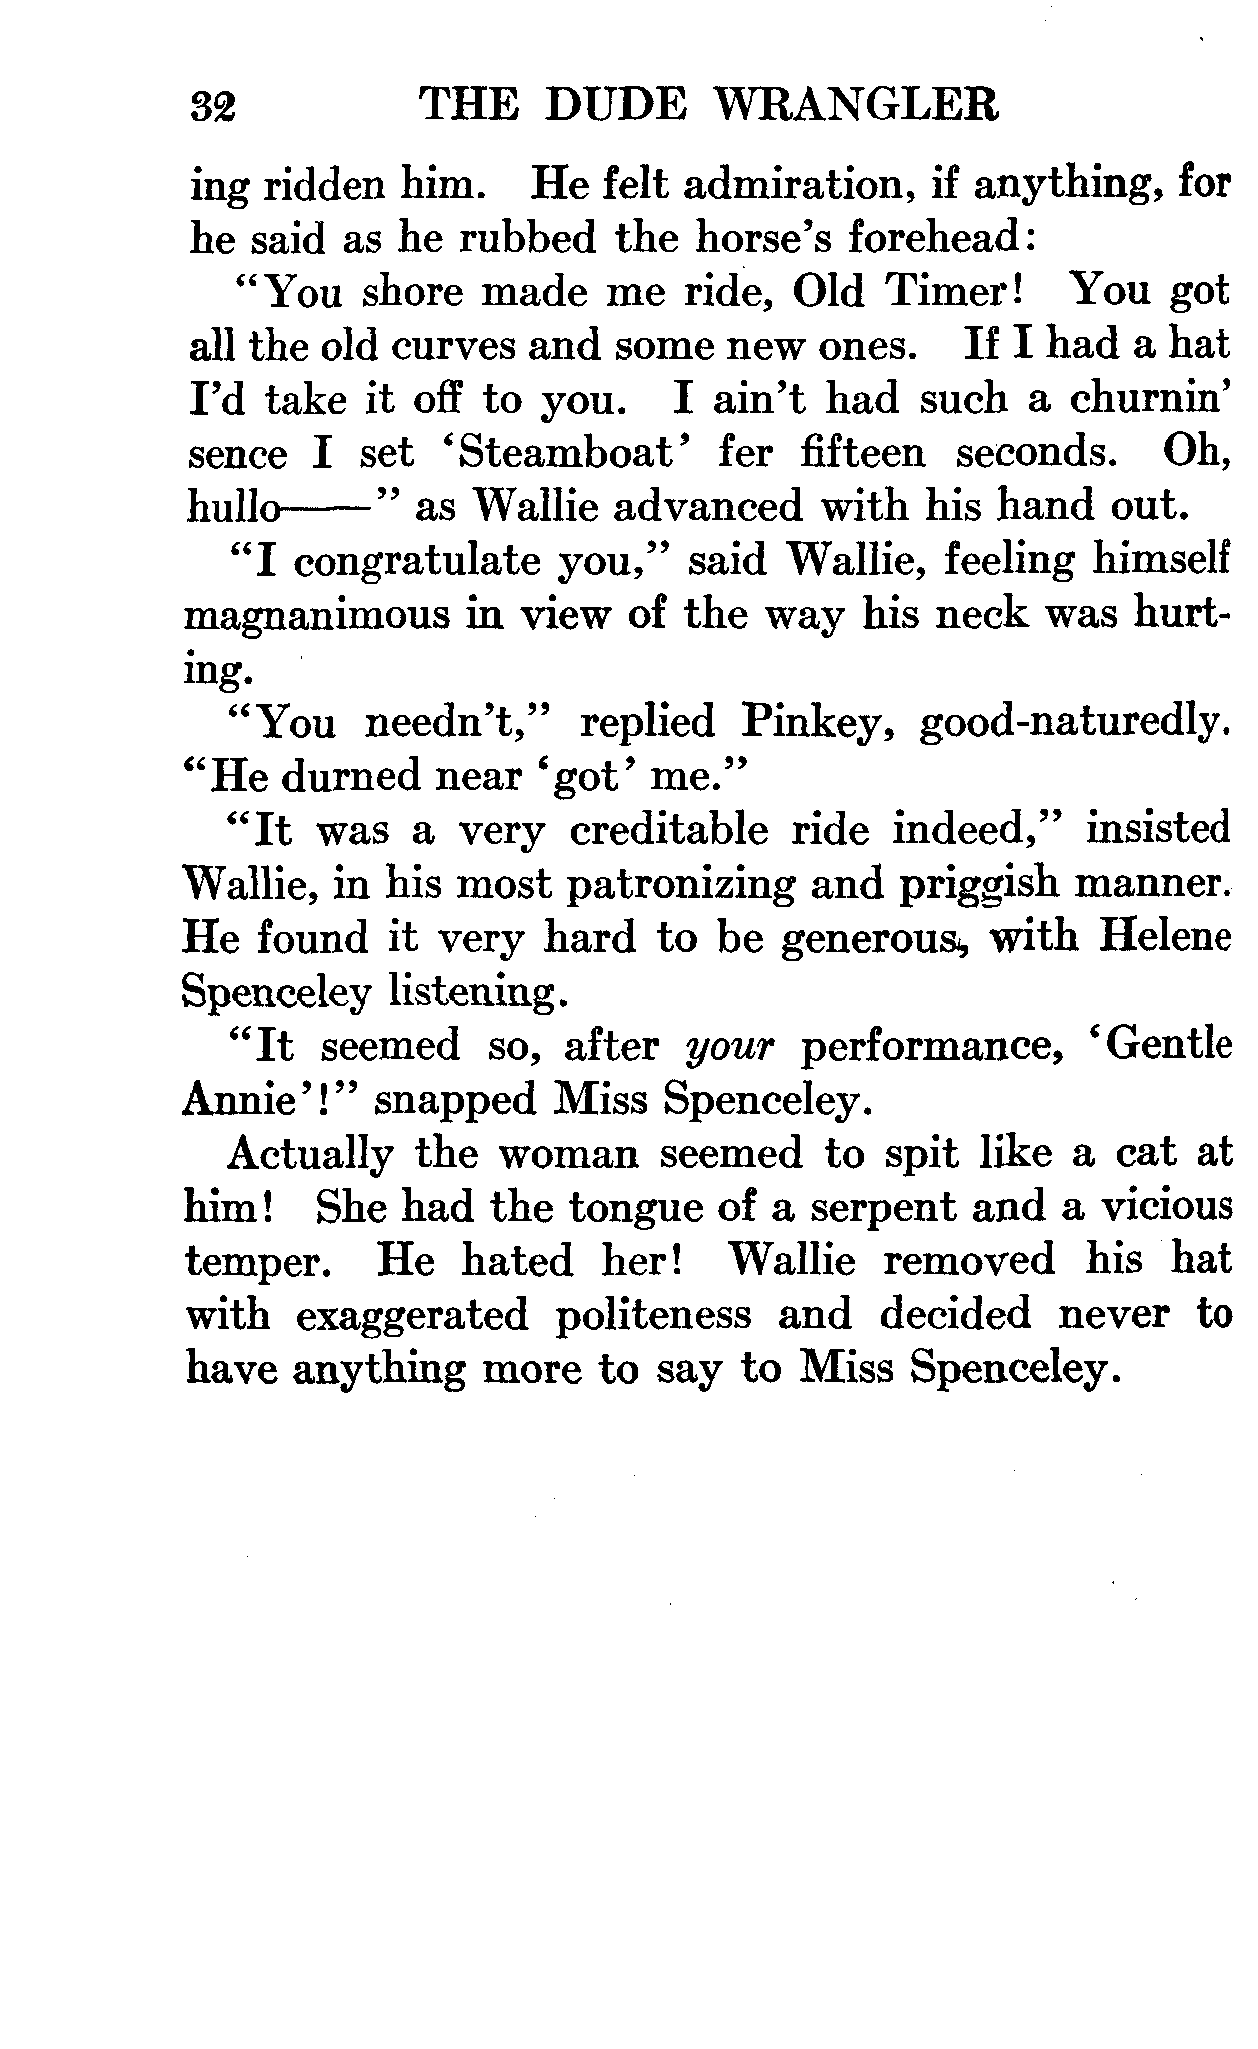 32 THE DUDE WRANGLER
ing ridden him. He felt admiration, if anything, for
he said as he rubbed the horse's forehead:
“You shore made me ride, Old Timer! You got
all the old curves and some new ones. If I had a hat
I'd take it off to you. I ain't had such a churnin'
sence I set ‘Steamboat’ fer fifteen seconds. Oh,
hullo——” as Wallie advanced with his hand out.
“I congratulate you,” said Wallie, feeling himself
magnanimous in view of the way his neck was hurt-
ing.
“You needn't,” replied Pinkey, good-naturedly.
“He durned near ‘got’ me.”
“It was a very creditable ride indeed,” insisted
Wallie, in his most patronizing and priggish manner.
He found it very hard to be generous, with Helene
Spenceley listening.
“It seemed so, after your performance, ‘Gentle
Annie’!” snapped Miss Spenceley.
Actually the woman seemed to spit like a cat at
him! She had the tongue of a serpent and a vicious
temper. He hated her! Wallie removed his hat
with exaggerated politeness and decided never to
have anything more to say to Miss Spenceley.